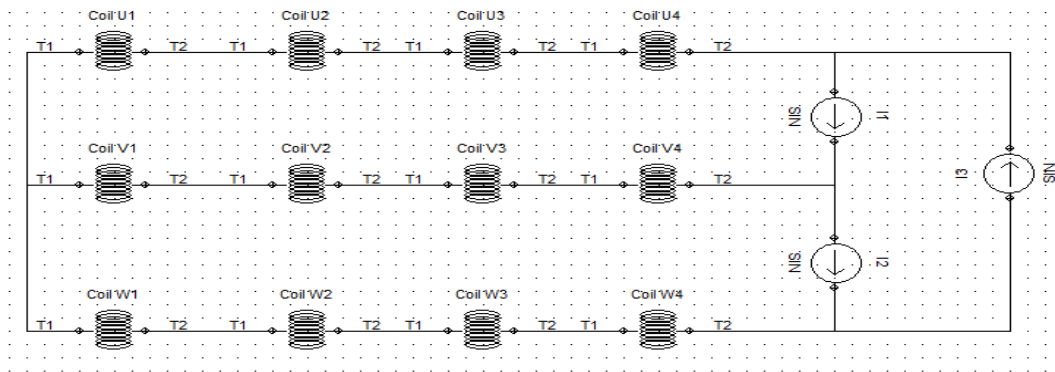 Coil U1 Coil U2 Coil U3 Coil U4
T1 T2 T1 T2 T1 T2 T1 T2
SIN I1
Coil V1 Coil V2 Coil V3 Coil V4
T1 T2 T1 T2 T1 T2 T1 T2
I3 SIN
SIN I2
Coil W1 Coil W2 Coil W3 Coil W4
T1 T2 T1 T2 T1 T2 T1 T2